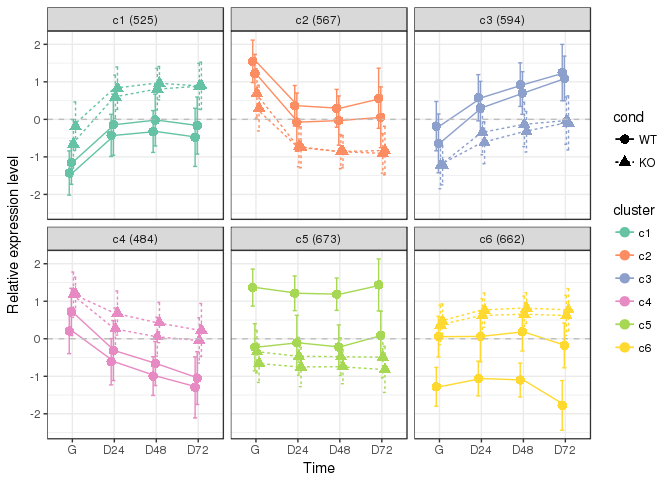 c1 (525)
c2 (567)
c3 (594)
2
1
0
-1
-2
c4 (484)
c5 (673)
c6 (662)
2
1
0
-1
-2
G
D24
D48
D72
G
D24
D48
D72
G
D24
D48
D72
Time
Relative expression level
cond
WT
KO
cluster
c1
c2
c3
c4
c5
c6